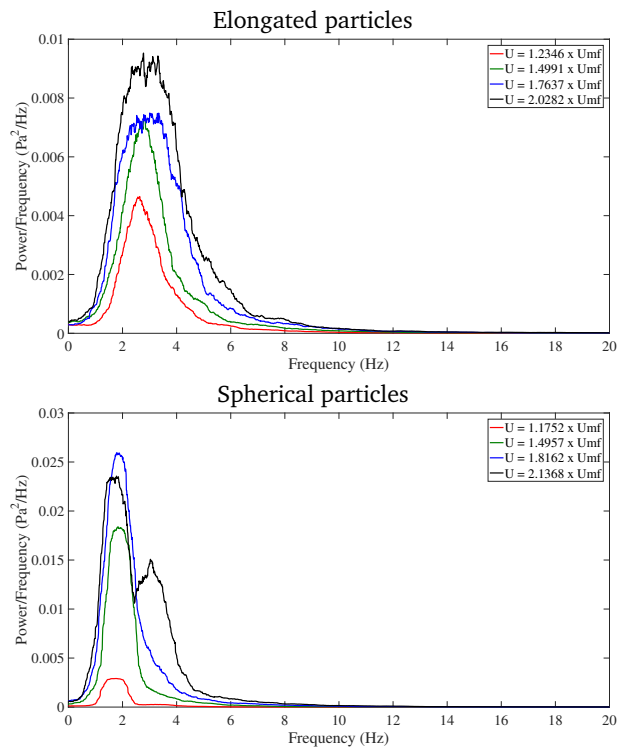 Elongated particles
0.01
0.008
0.006
0.004
0.002
0
Power/Frequency (Pa²/Hz)
U = 1.2346 x Umf
U = 1.4991 x Umf
U = 1.7637 x Umf
U = 2.0282 x Umf
0 2 4 6 8 10 12 14 16 18 20
Frequency (Hz)
Spherical particles
0.03
0.025
0.02
0.015
0.01
0.005
0
Power/Frequency (Pa²/Hz)
U = 1.1752 x Umf
U = 1.4957 x Umf
U = 1.8162 x Umf
U = 2.1368 x Umf
0 2 4 6 8 10 12 14 16 18 20
Frequency (Hz)